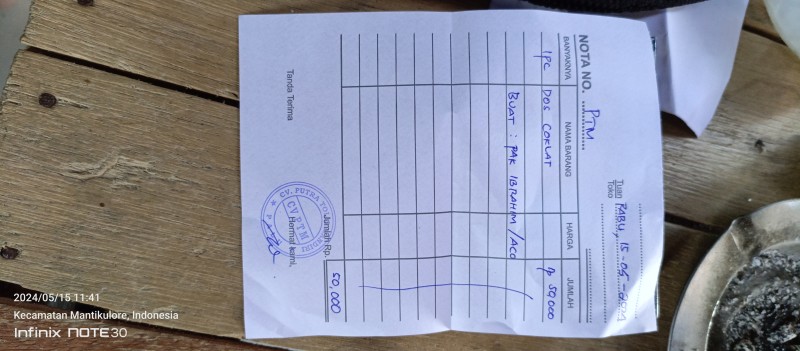 Tuan
Toko
RABU, 15-05-2024
NOTA NO. PTM
BANYAKNYA NAMA BARANG HARGA JUMLAH
1PC DOS COKLAT Rp 50,000
BUAT : PAK IBRAHIM / ACO
Jumlah Rp. 50,000
Tanda Terima Hormat kami,
CV. PUTRA
CV PTM
2024/05/15 11:41
Kecamatan Mantikulore, Indonesia
Infinix NOTE30